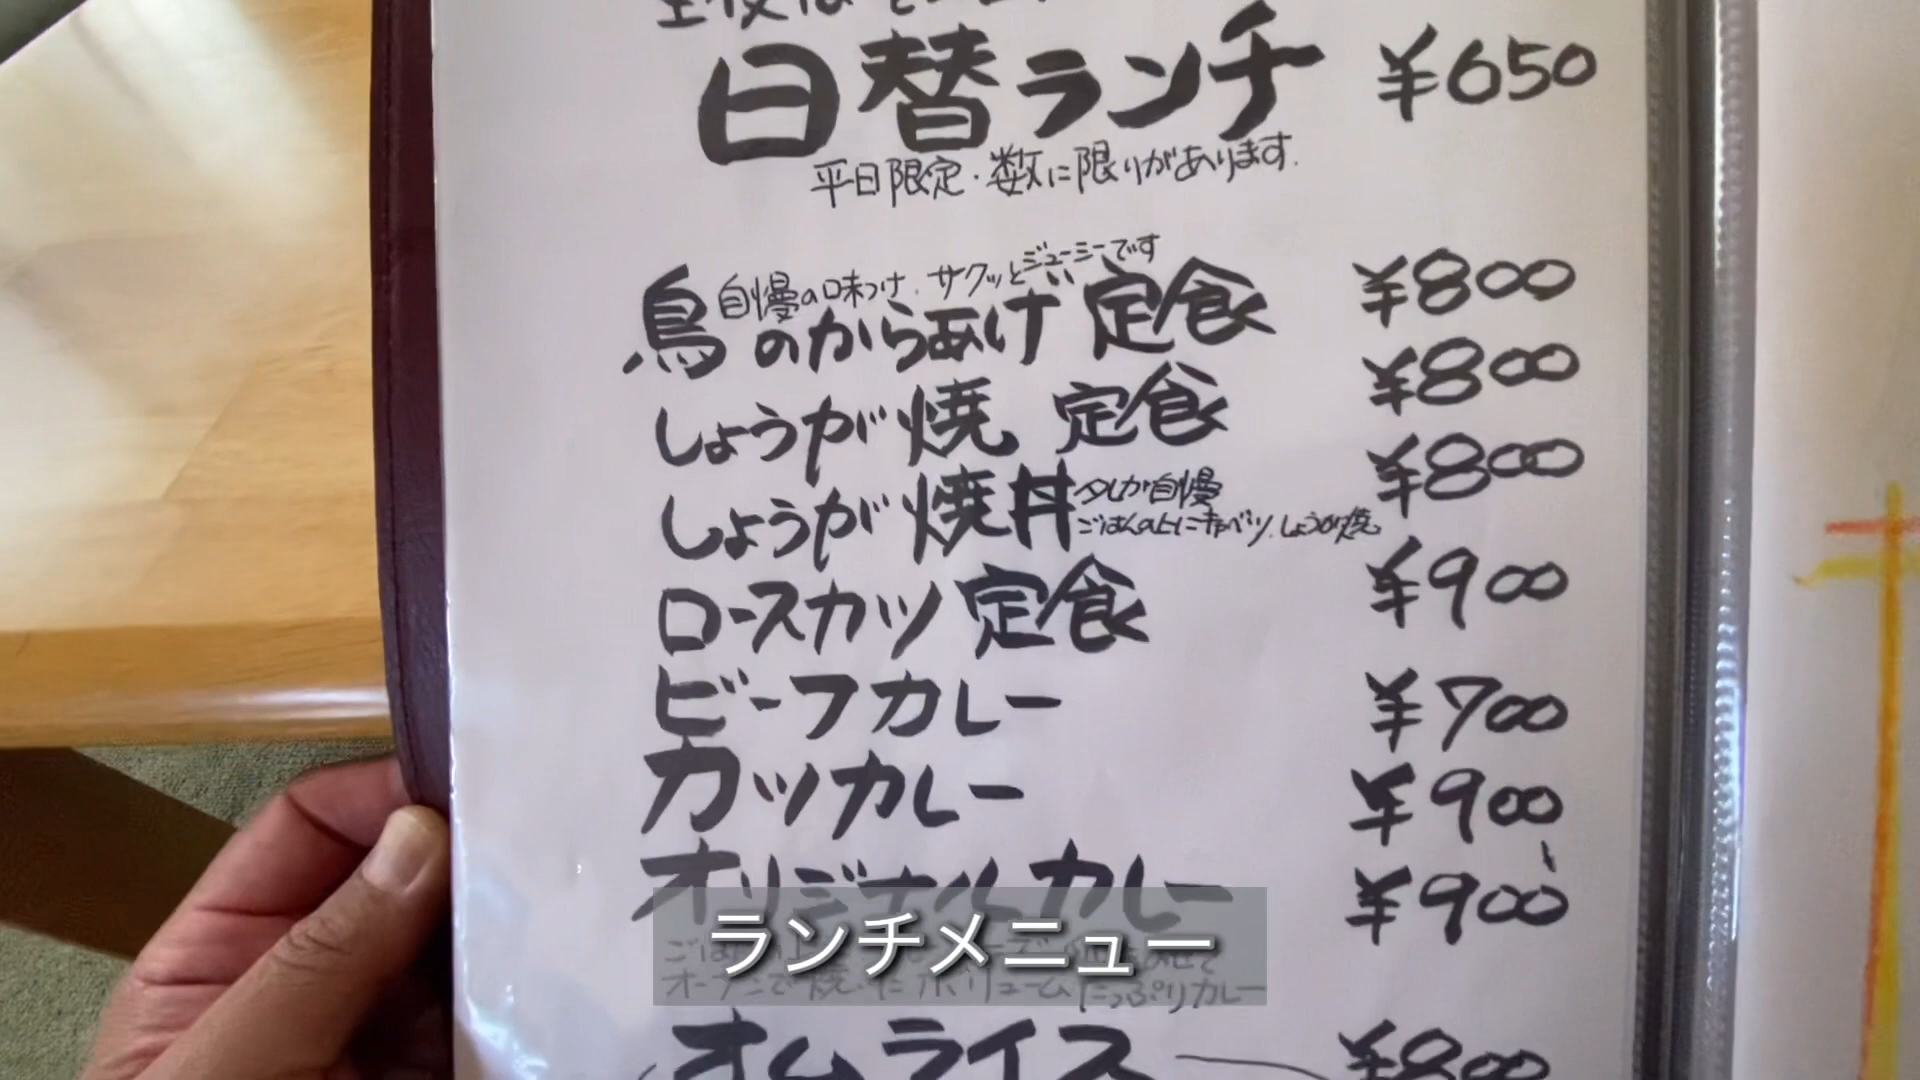 日替ランチ ¥650
平日限定・数に限りがあります.
自慢の味つけ. サクッとジューシーです
鳥のからあげ定食 ¥800
しょうが焼 定食 ¥800
しょうが焼丼 ¥800
タレが自慢
ごはんの上にキャベツ.しょうが焼
ロースカツ定食 ¥900
ビーフカレー ¥700
カツカレー ¥900
オリジナルカレー ¥900
ランチメニュー
オーブンで焼いたボリュームたっぷりカレー
オムライス ¥800